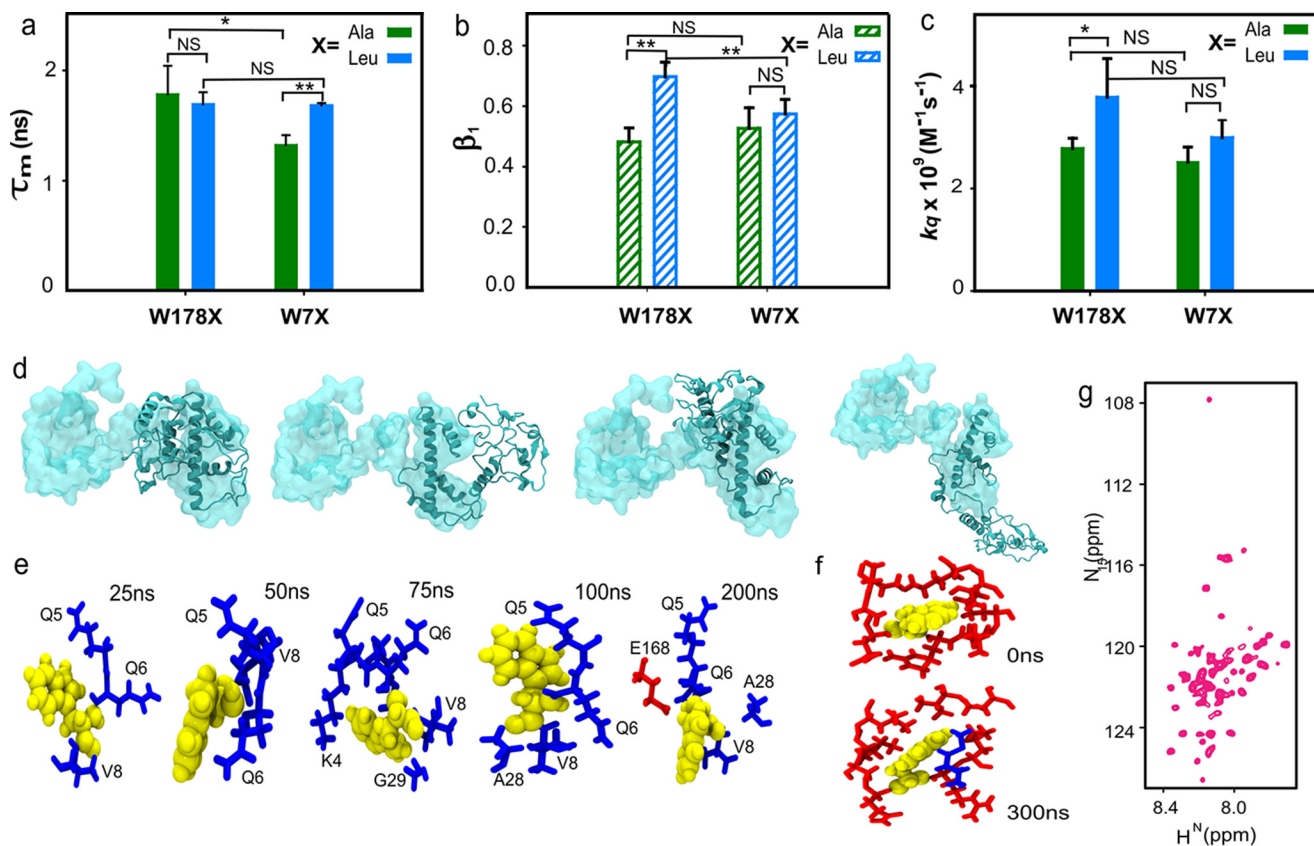 a
τm (ns)
2
1
0
*
NS
NS
**
X=
Ala
Leu
W178X
W7X
b
β1
0.8
0.6
0.4
0.2
0.0
NS
**
**
NS
X=
Ala
Leu
W178X
W7X
c
kq x 10⁹ (M⁻¹s⁻¹)
4
2
0
*
NS
NS
NS
X=
Ala
Leu
W178X
W7X
d
e
25ns
Q5
Q6
V8
50ns
Q5
V8
Q6
75ns
Q5
Q6
V8
K4
G29
100ns
Q5
Q6
V8
A28
200ns
E168
Q5
Q6
A28
V8
f
0ns
300ns
g
108
112
116
120
124
N15(ppm)
8.4
8.0
Hᴺ(ppm)